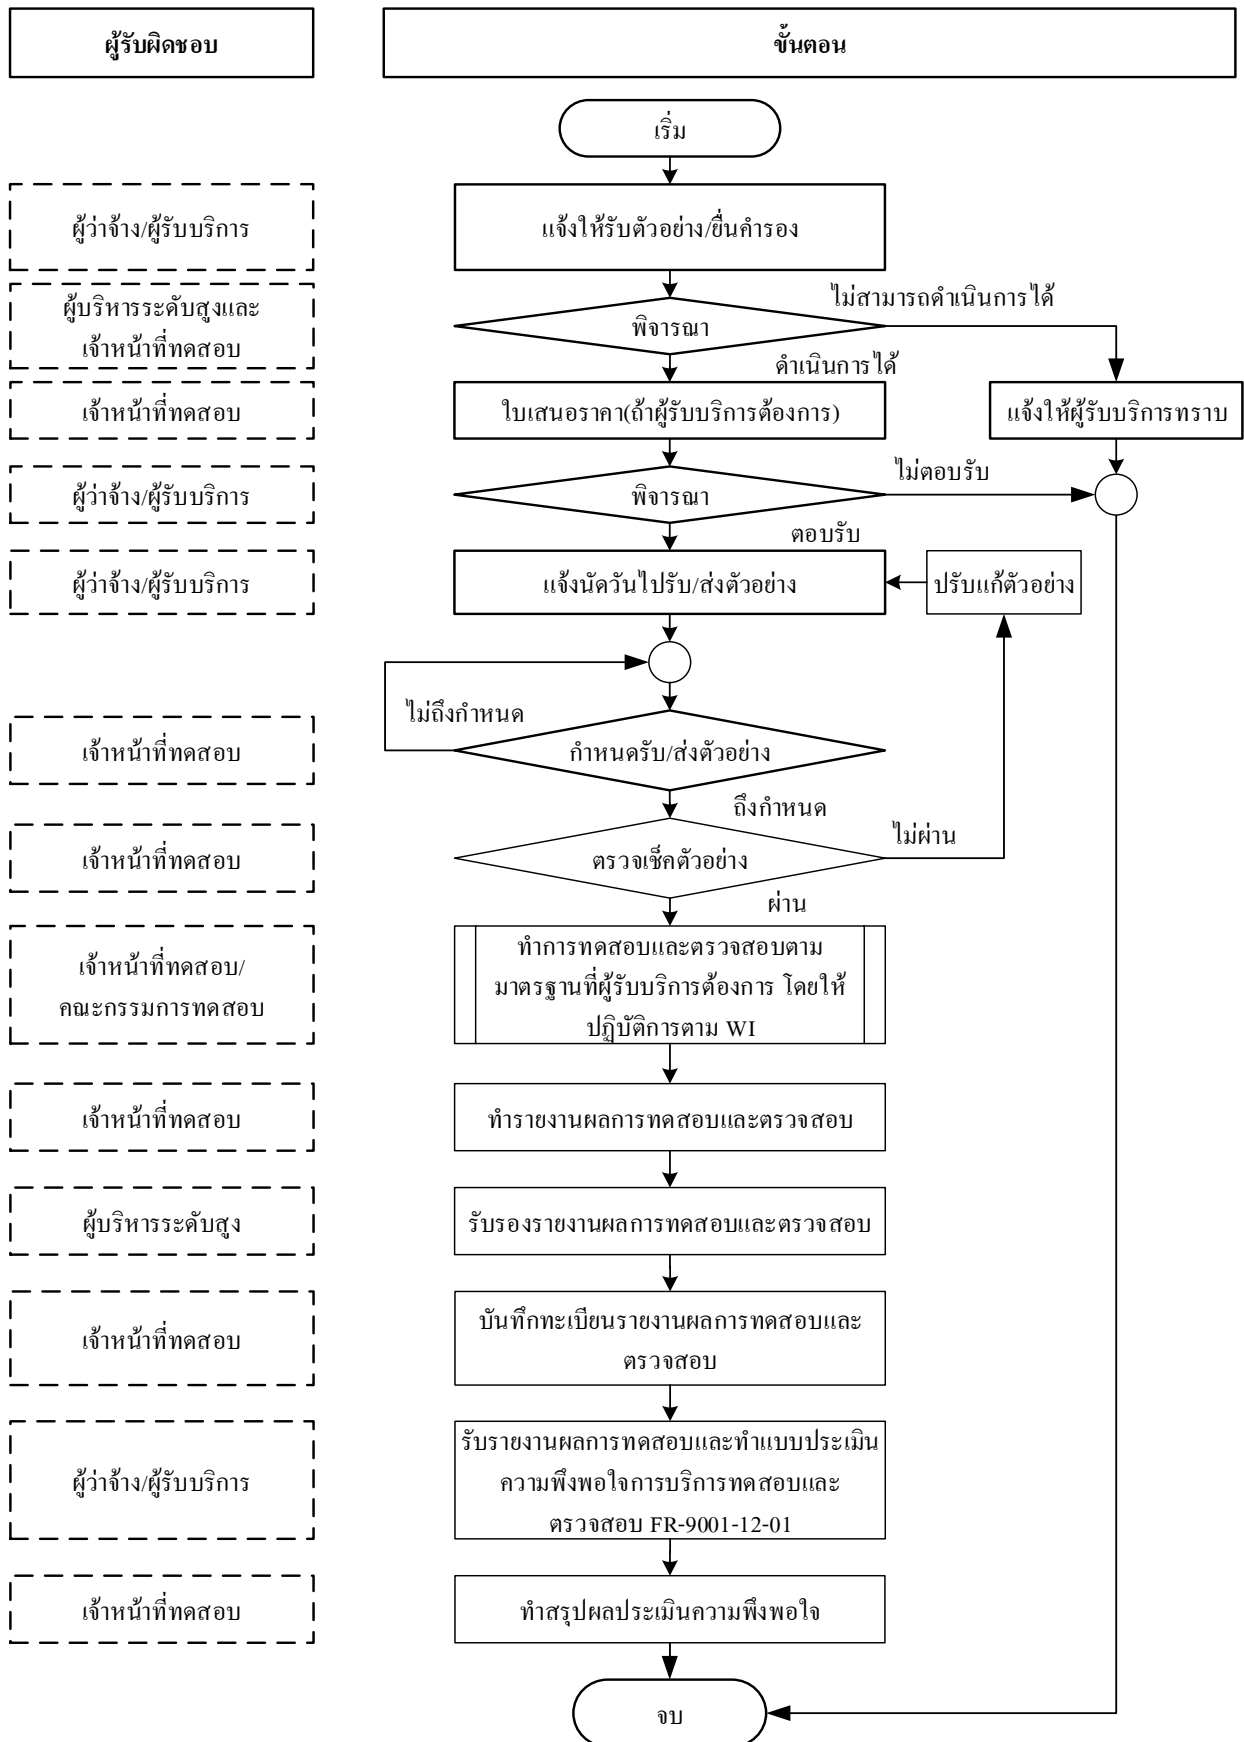 ผู้รับผิดชอบ
ขั้นตอน
เริ่ม
ผู้ว่าจ้าง/ผู้รับบริการ
แจ้งให้รับตัวอย่าง/ยื่นคำรอง
ผู้บริหารระดับสูงและ
เจ้าหน้าที่ทดสอบ
พิจารณา
ไม่สามารถดำเนินการได้
ดำเนินการได้
เจ้าหน้าที่ทดสอบ
ใบเสนอราคา(ถ้าผู้รับบริการต้องการ)
แจ้งให้ผู้รับบริการทราบ
ผู้ว่าจ้าง/ผู้รับบริการ
พิจารณา
ไม่ตอบรับ
ตอบรับ
ผู้ว่าจ้าง/ผู้รับบริการ
แจ้งนัดวันไปรับ/ส่งตัวอย่าง
ปรับแก้ตัวอย่าง
ไม่ถึงกำหนด
เจ้าหน้าที่ทดสอบ
กำหนดรับ/ส่งตัวอย่าง
ถึงกำหนด
ไม่ผ่าน
เจ้าหน้าที่ทดสอบ
ตรวจเช็คตัวอย่าง
ผ่าน
เจ้าหน้าที่ทดสอบ/
คณะกรรมการทดสอบ
ทำการทดสอบและตรวจสอบตาม
มาตรฐานที่ผู้รับบริการต้องการ โดยให้
ปฏิบัติการตาม WI
เจ้าหน้าที่ทดสอบ
ทำรายงานผลการทดสอบและตรวจสอบ
ผู้บริหารระดับสูง
รับรองรายงานผลการทดสอบและตรวจสอบ
เจ้าหน้าที่ทดสอบ
บันทึกทะเบียนรายงานผลการทดสอบและ
ตรวจสอบ
ผู้ว่าจ้าง/ผู้รับบริการ
รับรายงานผลการทดสอบและทำแบบประเมิน
ความพึงพอใจการบริการทดสอบและ
ตรวจสอบ FR-9001-12-01
เจ้าหน้าที่ทดสอบ
ทำสรุปผลประเมินความพึงพอใจ
จบ